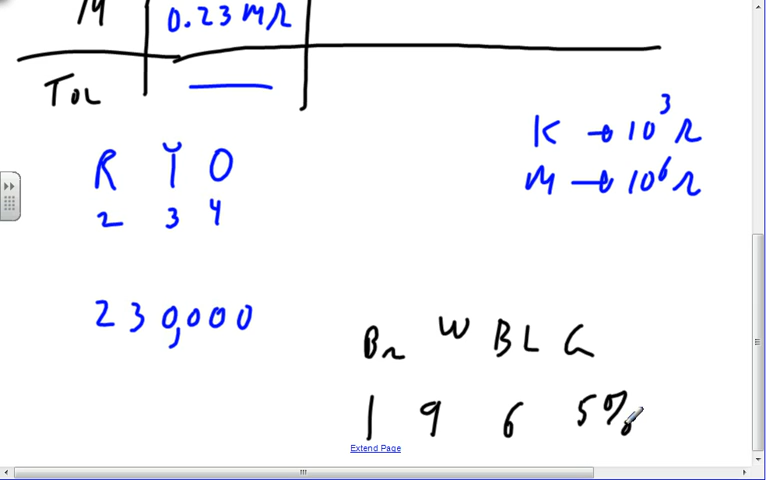 M 0.23 MΩ
TOL
K → 10³ Ω
M → 10⁶ Ω
R Y O
2 3 4
230,000
Br W BL G
1 9 6 5%
Extend Page